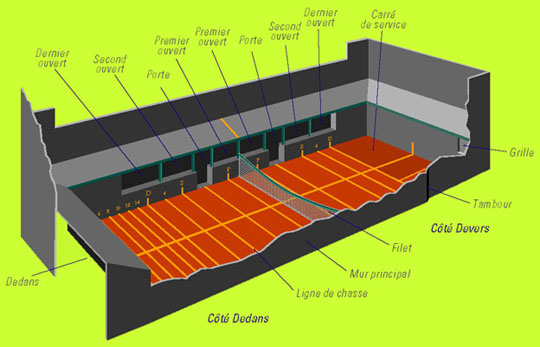 Dernier
ouvert
Second
ouvert
Porte
Premier
ouvert
Premier
ouvert
Porte
Second
ouvert
Dernier
ouvert
Carré
de service
Grille
Tambour
Côté Devers
Filet
Mur principal
Ligne de chasse
Côté Dedans
Dedans